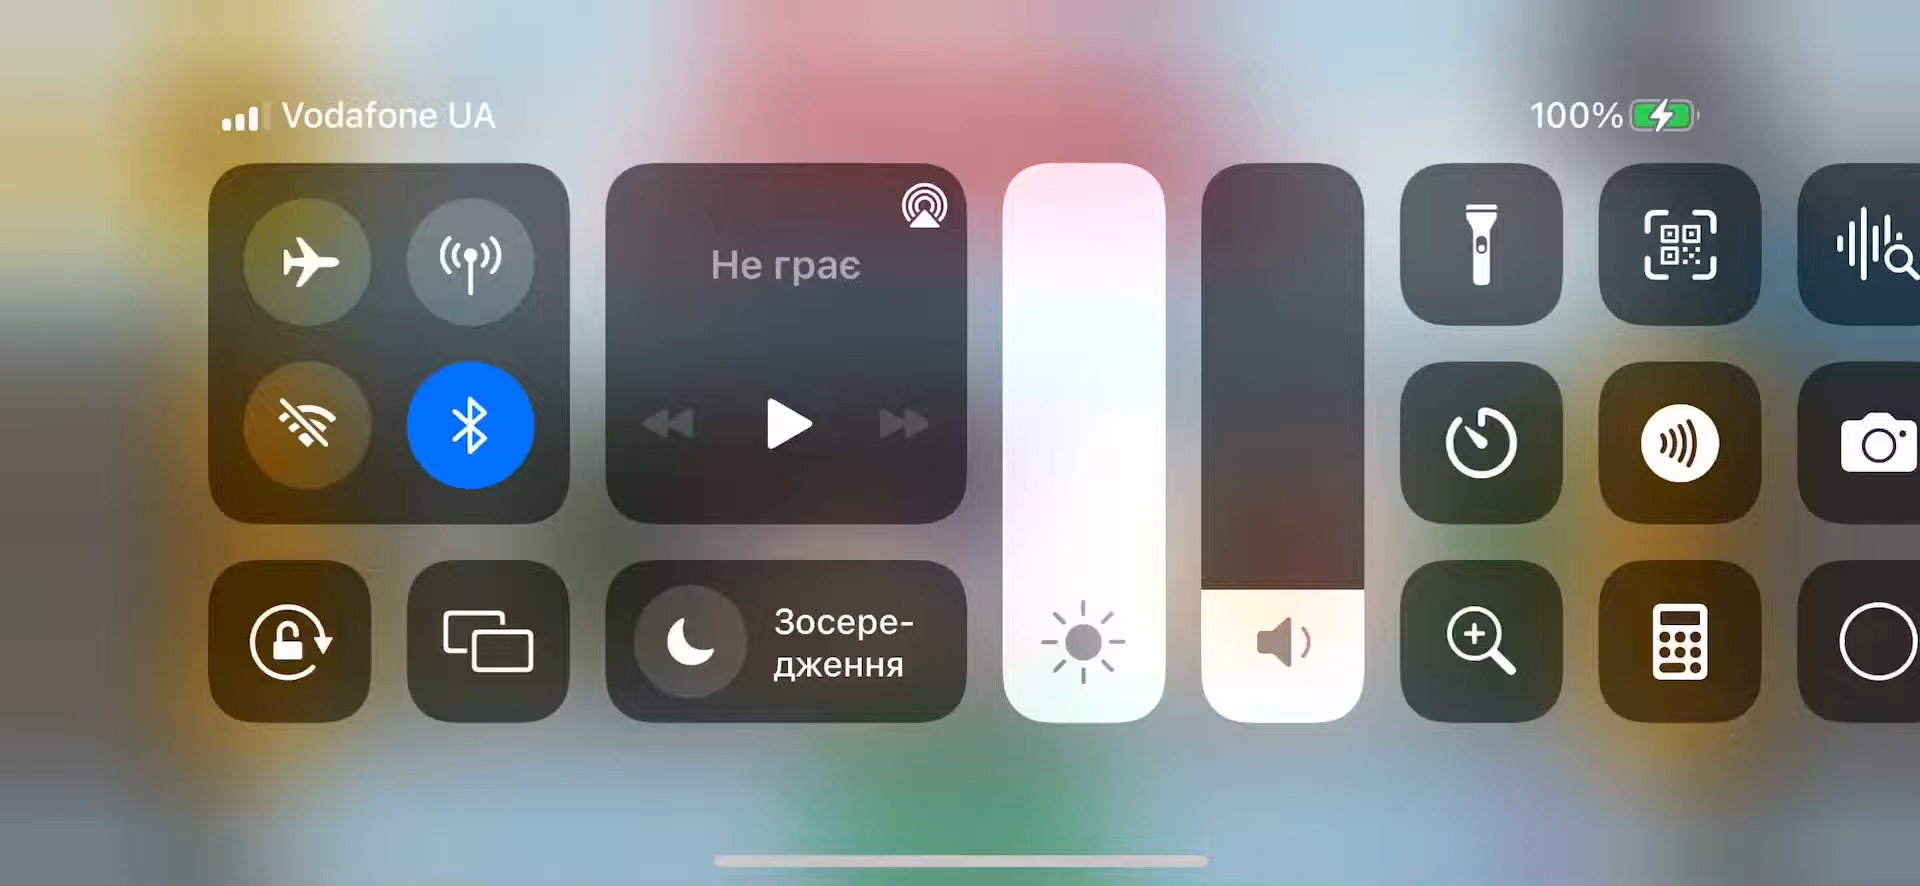 Vodafone UA
100%
Не грає
Зосере-
дження